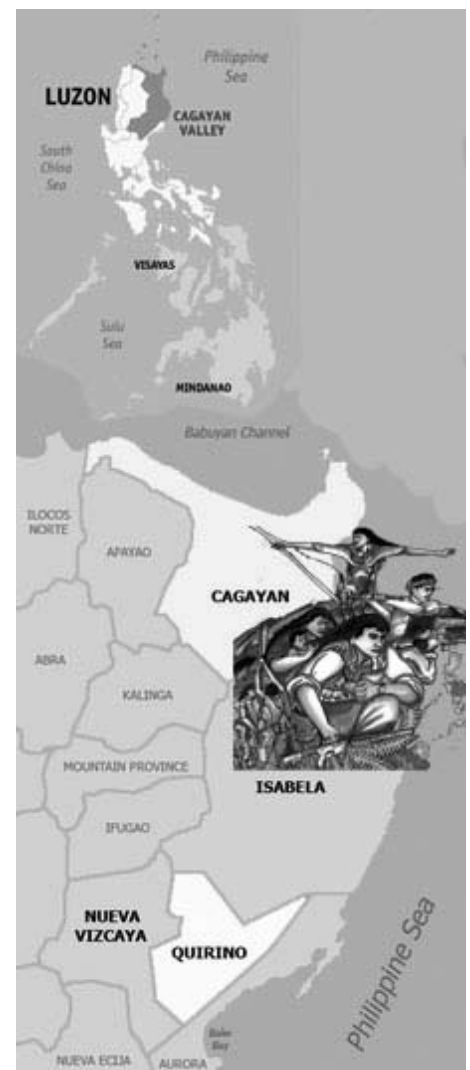 Philippine
Sea
LUZON
CAGAYAN
VALLEY
South
China
Sea
VISAYAS
Sulu
Sea
MINDANAO
Babuyan Channel
ILOCOS
NORTE
APAYAO
CAGAYAN
ABRA
KALINGA
MOUNTAIN PROVINCE
ISABELA
IFUGAO
NUEVA
VIZCAYA
QUIRINO
Philippine Sea
Baler
Bay
NUEVA ECIJA
AURORA